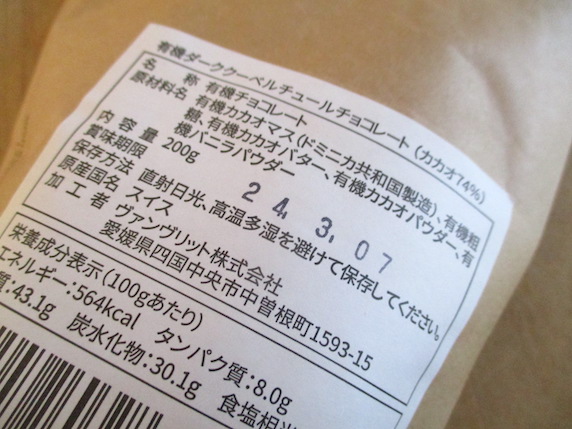 有機ダーククーベルチュールチョコレート（カカオ74%）
名　　称 有機チョコレート
原材料名 有機カカオマス（ドミニカ共和国製造）、有機粗
糖、有機カカオバター、有機カカオパウダー、有
機バニラパウダー
内 容 量 200g
賞味期限 24. 3. 07
保存方法 直射日光、高温多湿を避けて保存してください。
原産国名 スイス
加 工 者 ヴァンヴリット株式会社
愛媛県四国中央市中曽根町1593-15
栄養成分表示（100gあたり）
エネルギー：564kcal　タンパク質：8.0g
質：43.1g　炭水化物：30.1g　食塩相